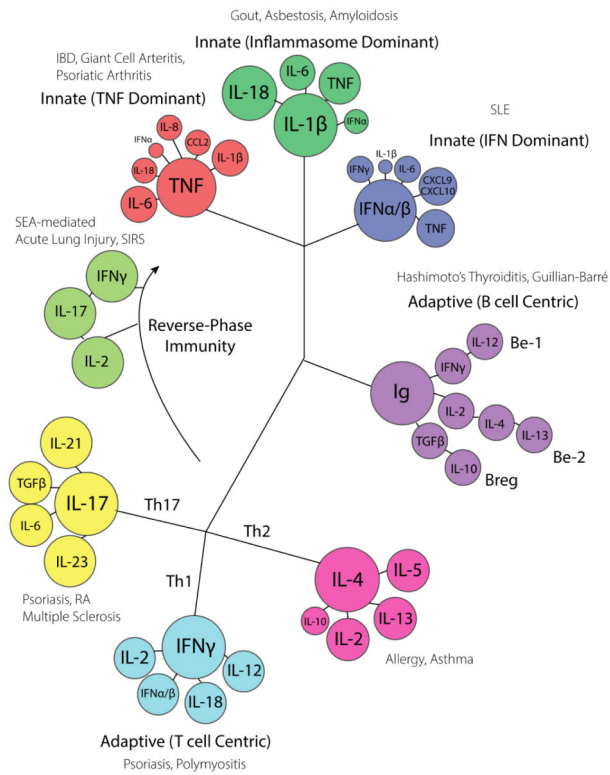 Gout, Asbestosis, Amyloidosis
Innate (Inflammasome Dominant)
IL-6
IL-18
TNF
IL-1β
IFNα
IBD, Giant Cell Arteritis,
Psoriatic Arthritis
Innate (TNF Dominant)
IL-8
IFNα
CCL2
IL-1β
IL-18
TNF
IL-6
SLE
Innate (IFN Dominant)
IL-1β
IFNγ
IL-6
CXCL9
CXCL10
IFNα/β
TNF
SEA-mediated
Acute Lung Injury, SIRS
IFNγ
IL-17
IL-2
Reverse-Phase
Immunity
Hashimoto's Thyroiditis, Guillian-Barré
Adaptive (B cell Centric)
IL-12
Be-1
IFNγ
Ig
IL-2
IL-4
IL-13
Be-2
TGFβ
IL-10
Breg
IL-21
TGFβ
IL-17
IL-6
IL-23
Th17
Psoriasis, RA
Multiple Sclerosis
Th2
IL-4
IL-5
IL-10
IL-13
IL-2
Allergy, Asthma
Th1
IFNγ
IL-2
IL-12
IFNα/β
IL-18
Adaptive (T cell Centric)
Psoriasis, Polymyositis